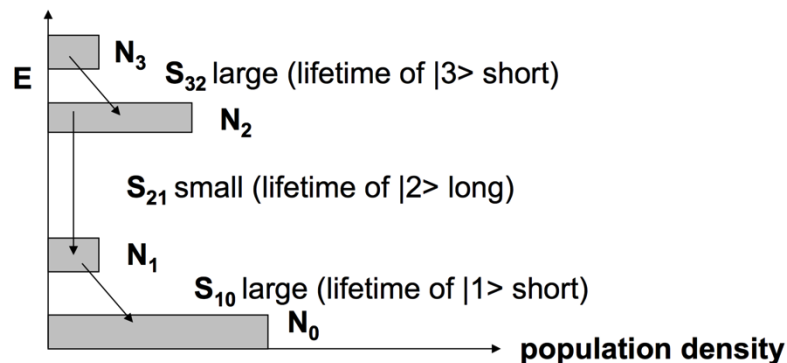 N3
S32 large (lifetime of |3> short)
E
N2
S21 small (lifetime of |2> long)
N1
S10 large (lifetime of |1> short)
N0
population density